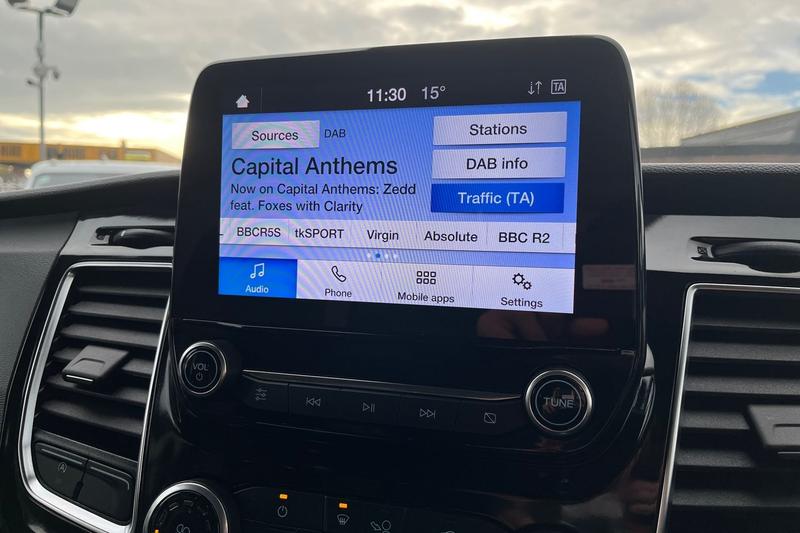 11:30 15° TA
Sources DAB Stations
Capital Anthems DAB info
Now on Capital Anthems: Zedd
feat. Foxes with Clarity
Traffic (TA)
BBCR5S tkSPORT Virgin Absolute BBC R2
Audio Phone Mobile apps Settings
VOL
TUNE
A